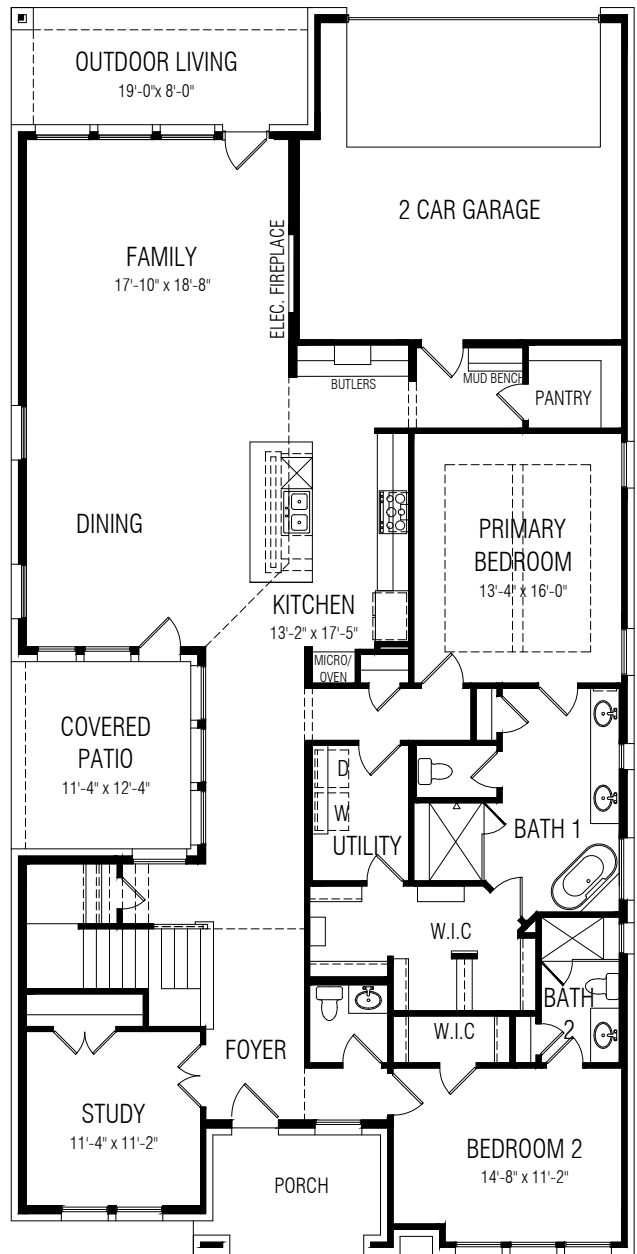 OUTDOOR LIVING
19'-0"x 8'-0"
2 CAR GARAGE
FAMILY
17'-10" x 18'-8"
ELEC. FIREPLACE
BUTLERS
MUD BENCH
PANTRY
DINING
PRIMARY
BEDROOM
13'-4" x 16'-0"
KITCHEN
13'-2" x 17'-5"
MICRO/
OVEN
COVERED
PATIO
11'-4" x 12'-4"
D
W
UTILITY
BATH 1
W.I.C
BATH
2
W.I.C
FOYER
STUDY
11'-4" x 11'-2"
BEDROOM 2
14'-8" x 11'-2"
PORCH